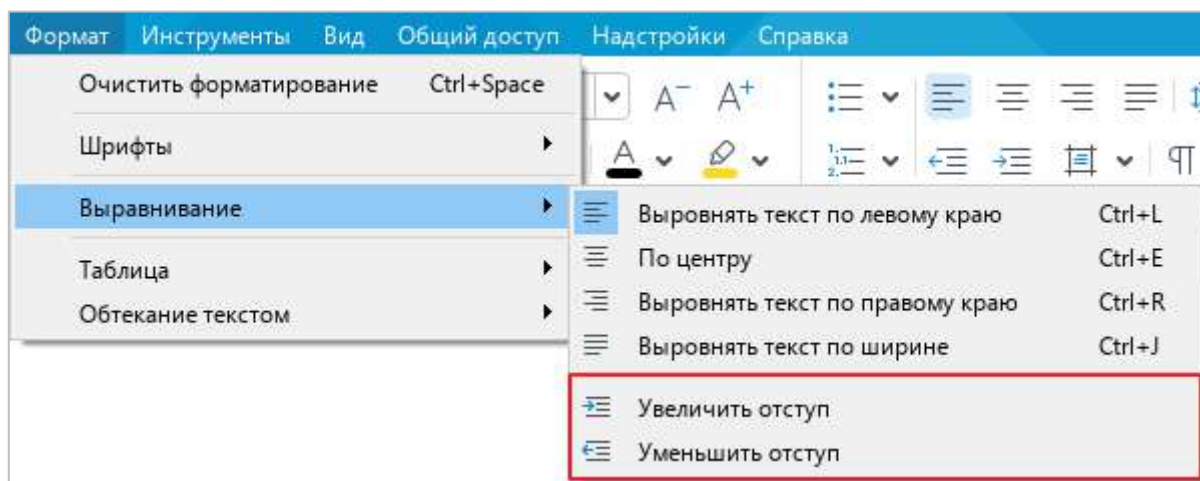 Формат Инструменты Вид Общий доступ Надстройки Справка
Очистить форматирование Ctrl+Space
Шрифты
Выравнивание
Таблица
Обтекание текстом
Выровнять текст по левому краю Ctrl+L
По центру Ctrl+E
Выровнять текст по правому краю Ctrl+R
Выровнять текст по ширине Ctrl+J
Увеличить отступ
Уменьшить отступ